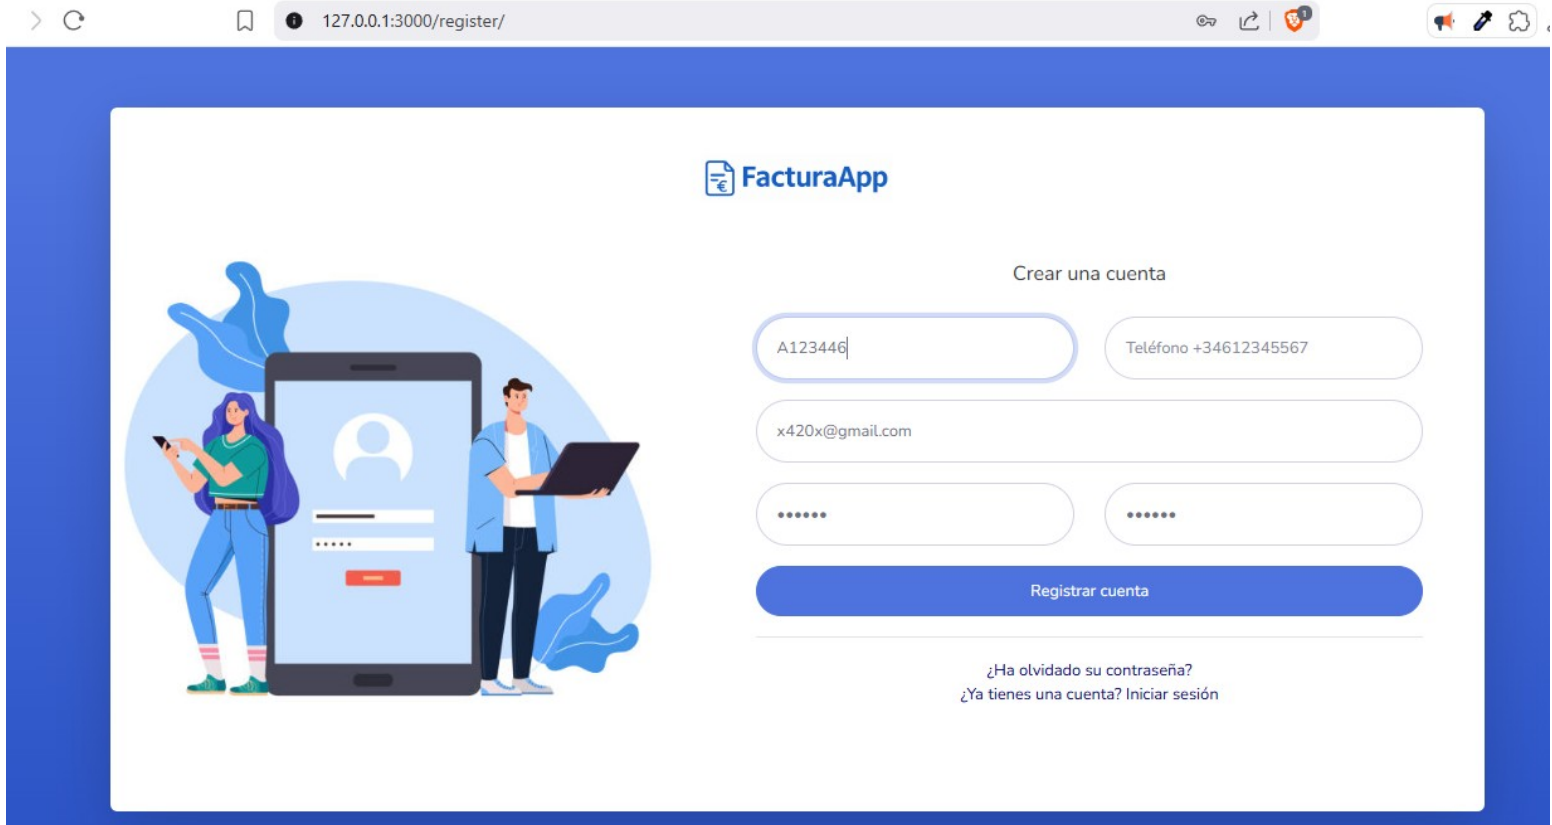 127.0.0.1:3000/register/
1
FacturaApp
Crear una cuenta
A123446
Teléfono +34612345567
x420x@gmail.com
••••••
••••••
Registrar cuenta
¿Ha olvidado su contraseña?
¿Ya tienes una cuenta? Iniciar sesión